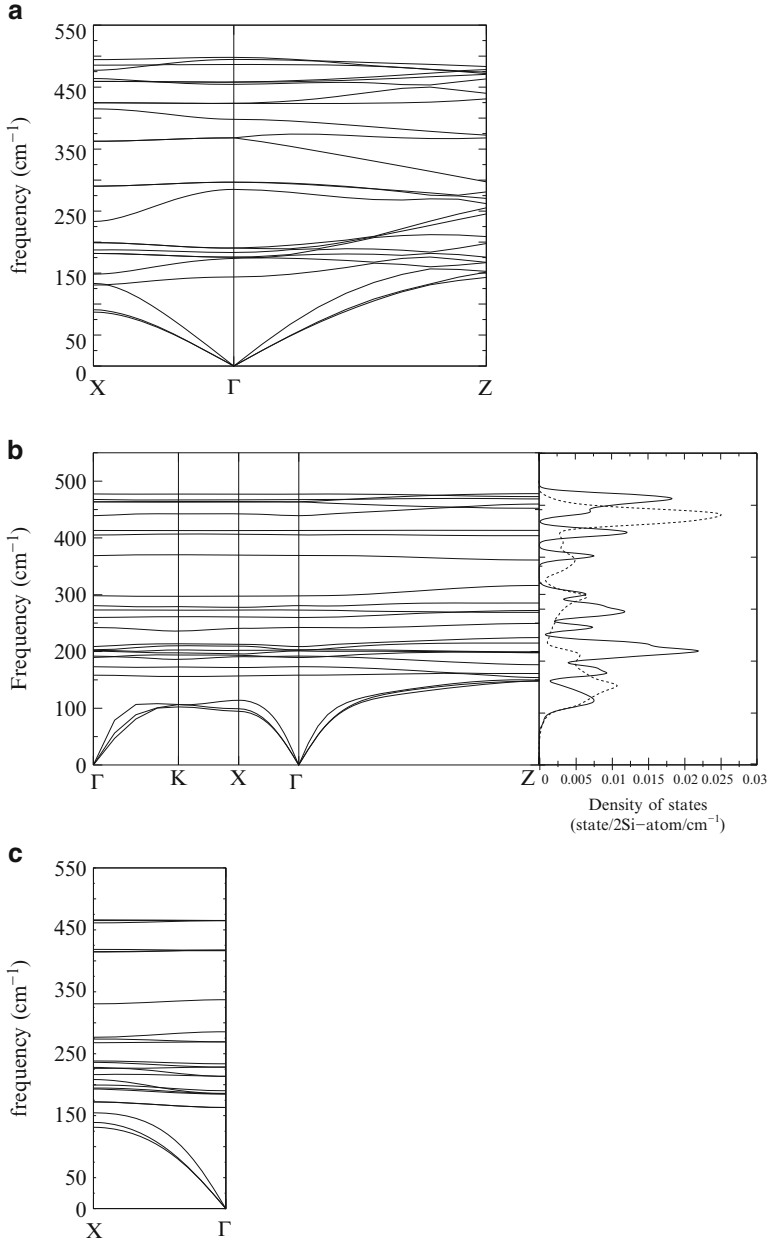 a
550
450
350
250
150
50
0
frequency (cm⁻¹)
X Γ Z
b
500
400
300
200
100
0
Frequency (cm⁻¹)
Γ K X Γ Z
0 0.005 0.01 0.015 0.02 0.025 0.03
Density of states
(state/2Si−atom/cm⁻¹)
c
550
450
350
250
150
50
0
frequency (cm⁻¹)
X Γ